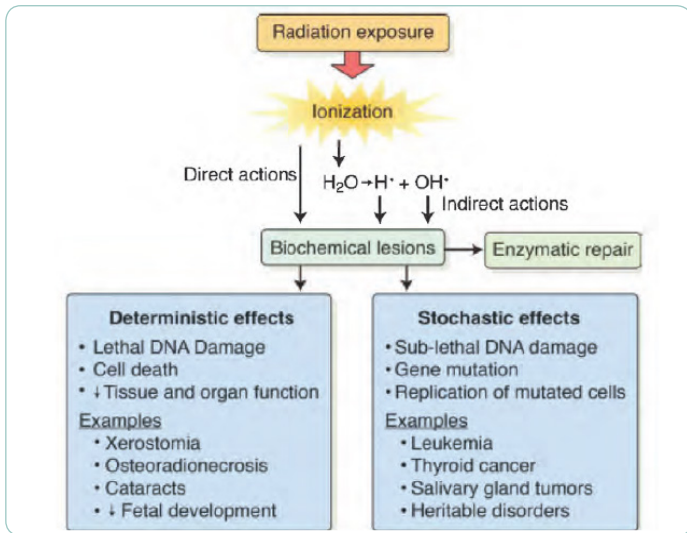 Radiation exposure
Ionization
Direct actions
H₂O→H· + OH·
Indirect actions
Biochemical lesions
Enzymatic repair
Deterministic effects
• Lethal DNA Damage
• Cell death
• ↓Tissue and organ function
Examples
• Xerostomia
• Osteoradionecrosis
• Cataracts
• ↓ Fetal development
Stochastic effects
• Sub-lethal DNA damage
• Gene mutation
• Replication of mutated cells
Examples
• Leukemia
• Thyroid cancer
• Salivary gland tumors
• Heritable disorders